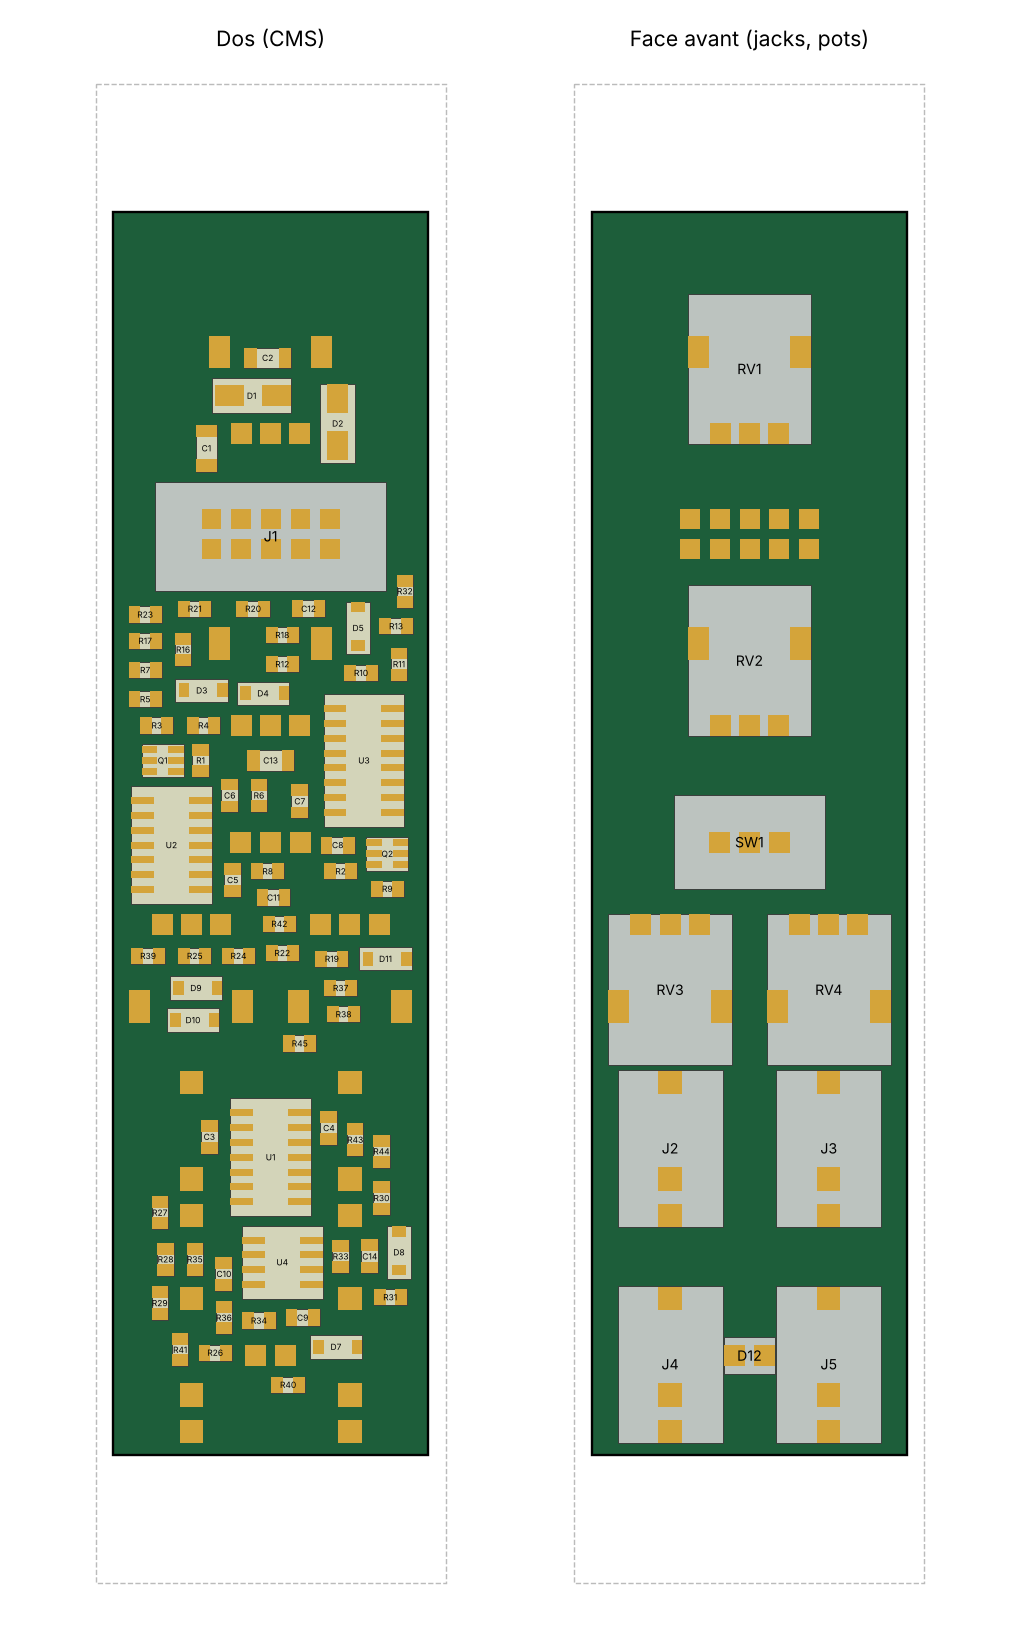 Dos (CMS)
Face avant (jacks, pots)
C2
D1
D2
C1
J1
R32
R23
R21
R20
C12
D5
R13
R17
R16
R18
R7
R12
R10
R11
R5
D3
D4
R3
R4
Q1
R1
C13
U3
C6
R6
C7
U2
C8
Q2
C5
R8
R2
R9
C11
R42
R39
R25
R24
R22
R19
D11
D9
R37
D10
R38
R45
C3
U1
C4
R43
R44
R30
R27
R28
R35
C10
U4
R33
C14
D8
R29
R36
R34
C9
R31
R41
R26
D7
R40
RV1
RV2
SW1
RV3
RV4
J2
J3
J4
D12
J5